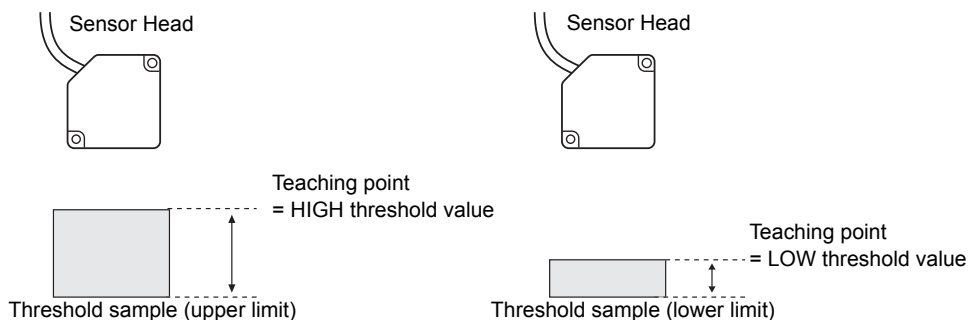 Sensor Head
Teaching point
= HIGH threshold value
Threshold sample (upper limit)
Sensor Head
Teaching point
= LOW threshold value
Threshold sample (lower limit)